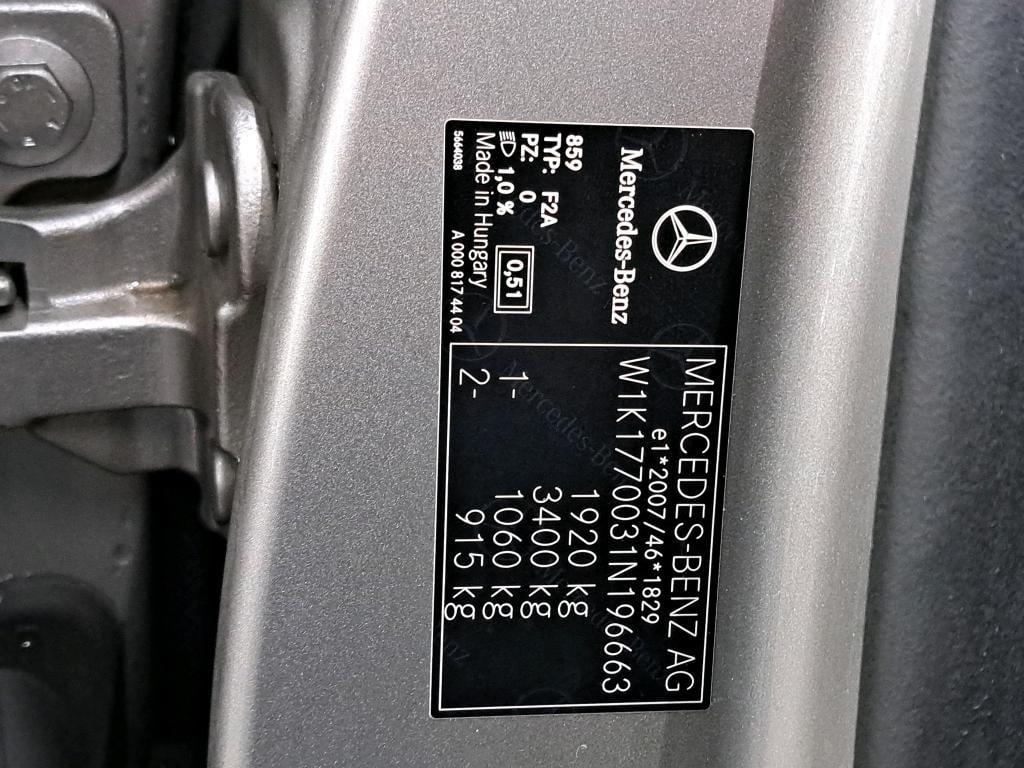 Mercedes-Benz
859
TYP: F2A
PZ: 0
1,0 %
0,51
Made in Hungary
5664038
A 000 817 44 04
MERCEDES-BENZ AG
e1*2007/46*1829
W1K1770031N196663
1920 kg
3400 kg
1- 1060 kg
2- 915 kg